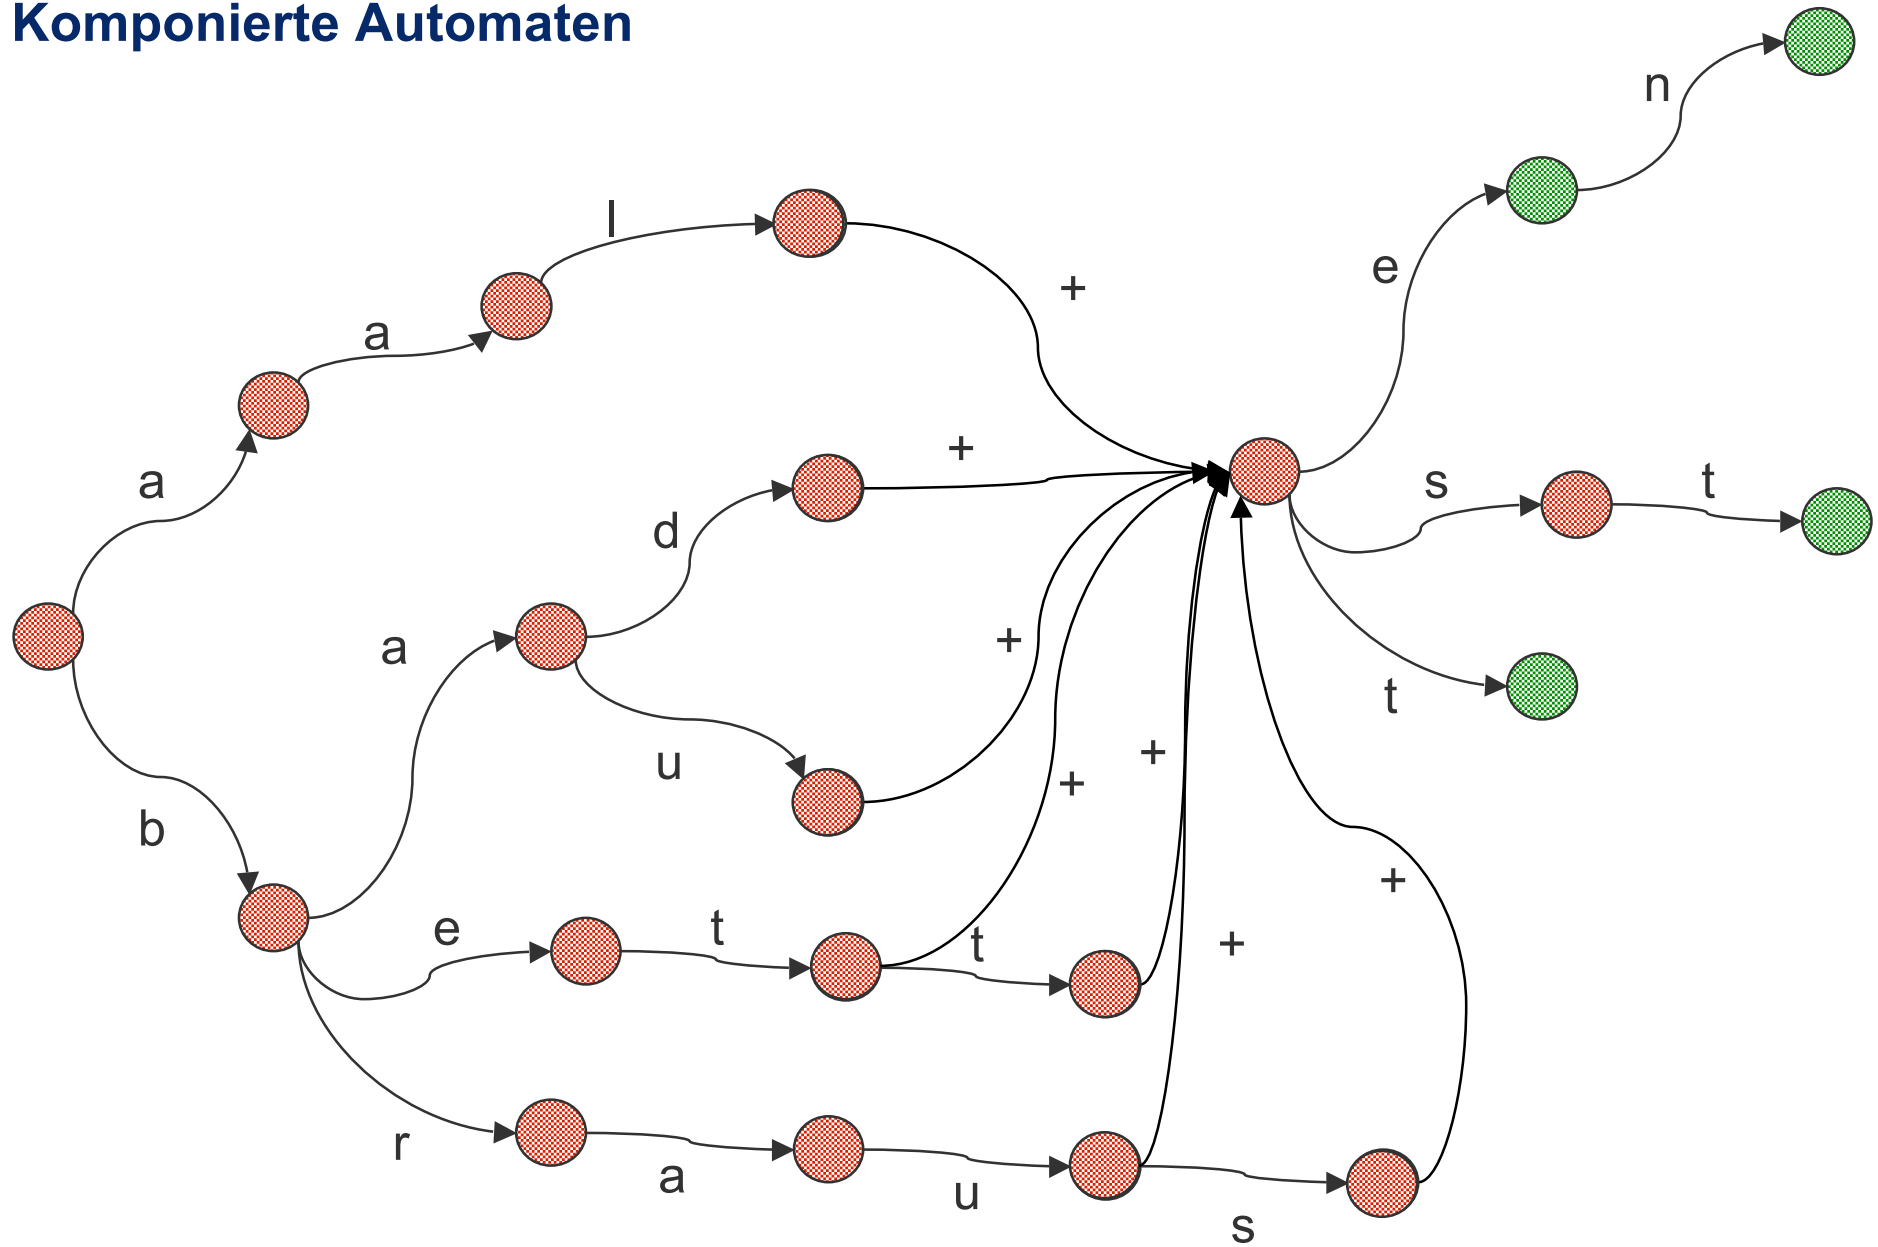 Komponierte Automaten
n
l
e
+
a
+
s
t
a
d
a
+
t
u
+
+
b
+
e
t
t
+
r
a
u
s